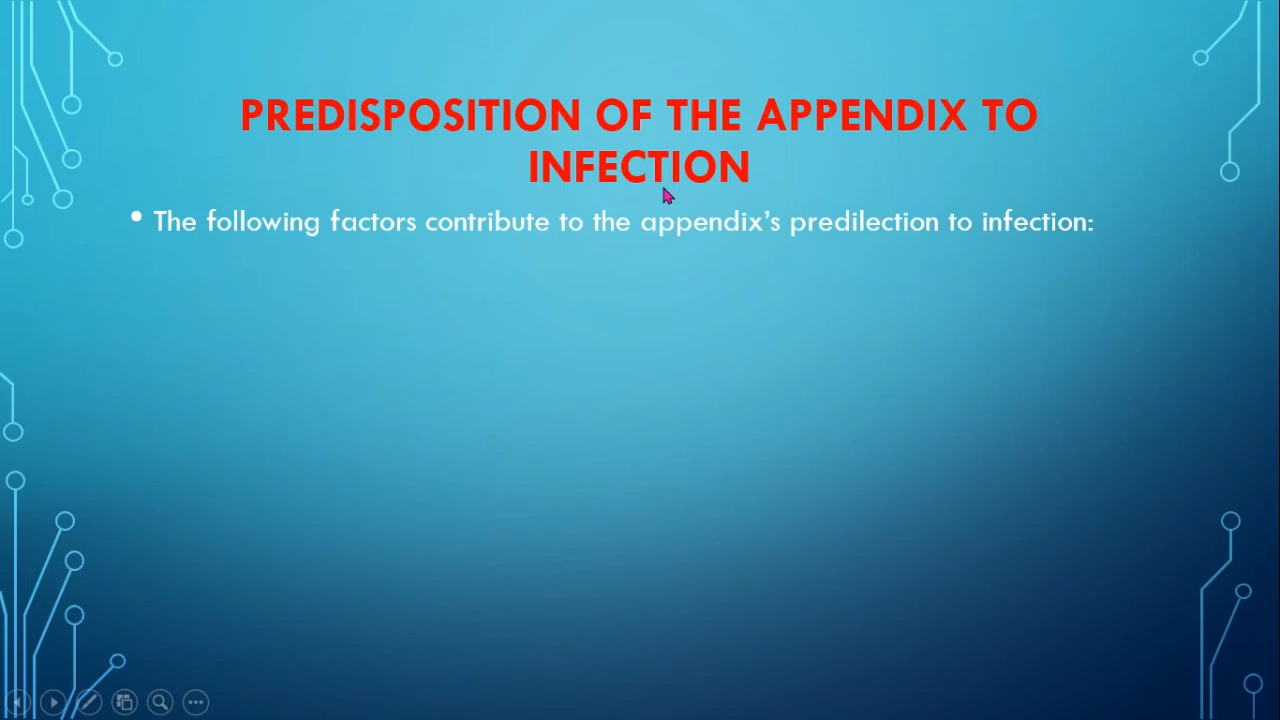 PREDISPOSITION OF THE APPENDIX TO
INFECTION
• The following factors contribute to the appendix’s predilection to infection: